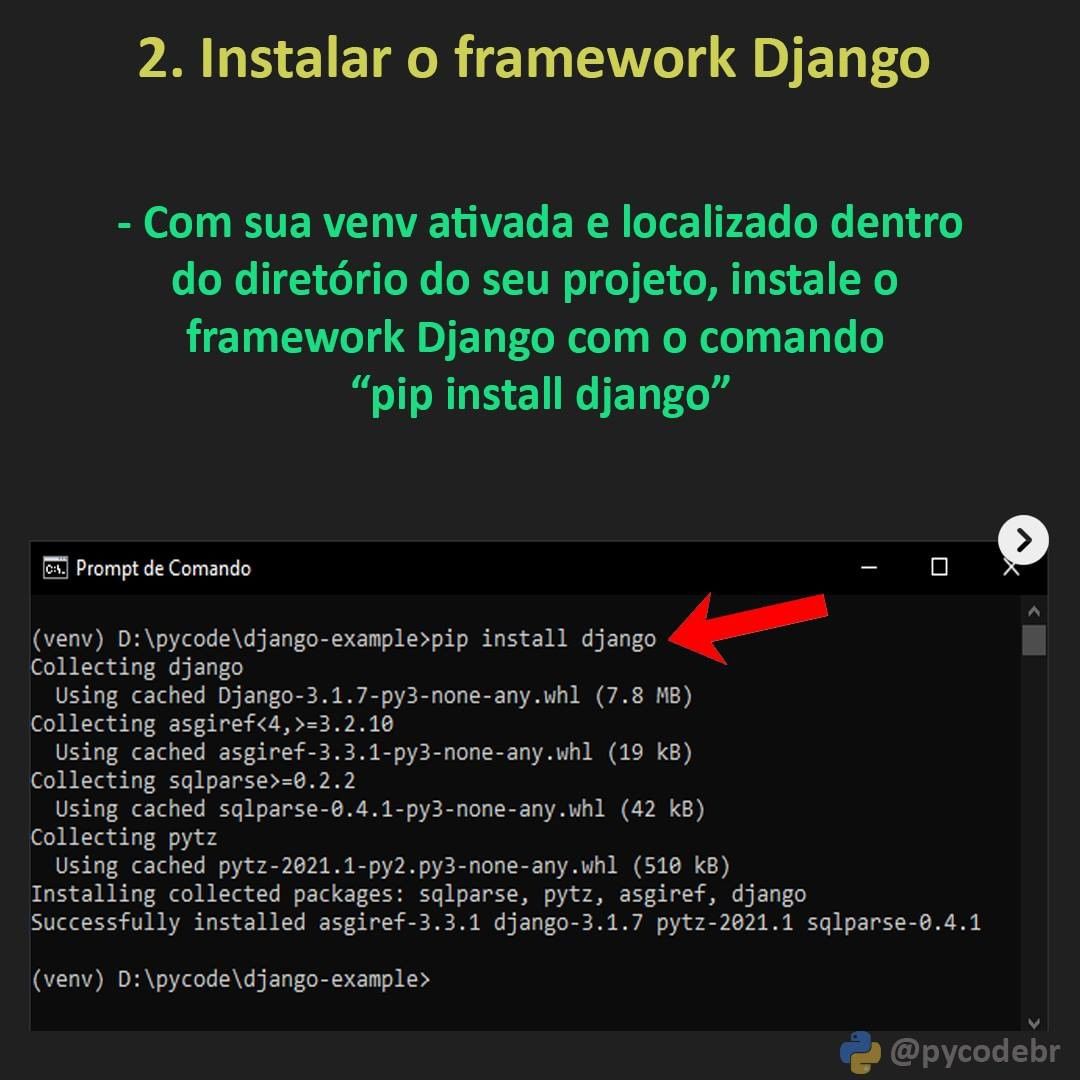 2. Instalar o framework Django
- Com sua venv ativada e localizado dentro
do diretório do seu projeto, instale o
framework Django com o comando
“pip install django”
C:\. Prompt de Comando
(venv) D:\pycode\django-example>pip install django
Collecting django
  Using cached Django-3.1.7-py3-none-any.whl (7.8 MB)
Collecting asgiref<4,>=3.2.10
  Using cached asgiref-3.3.1-py3-none-any.whl (19 kB)
Collecting sqlparse>=0.2.2
  Using cached sqlparse-0.4.1-py3-none-any.whl (42 kB)
Collecting pytz
  Using cached pytz-2021.1-py2.py3-none-any.whl (510 kB)
Installing collected packages: sqlparse, pytz, asgiref, django
Successfully installed asgiref-3.3.1 django-3.1.7 pytz-2021.1 sqlparse-0.4.1
(venv) D:\pycode\django-example>
@pycodebr